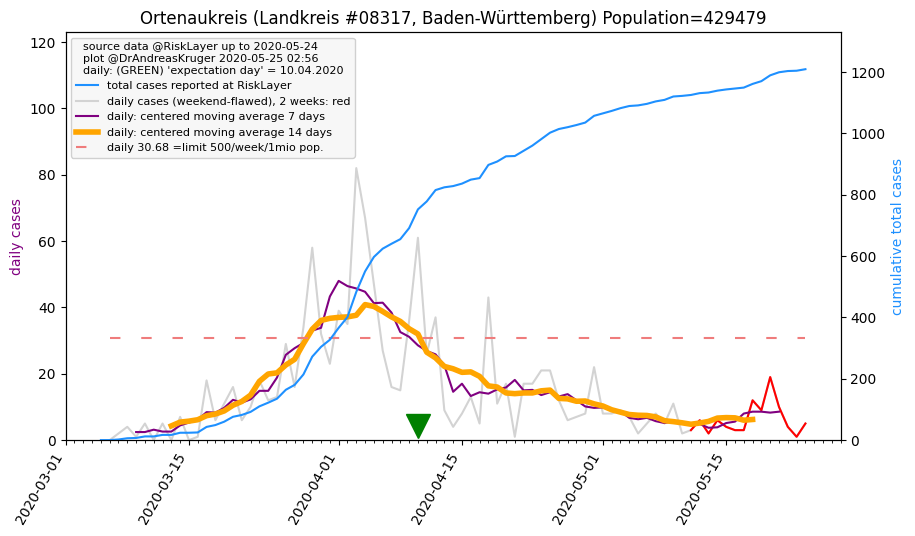 Ortenaukreis (Landkreis #08317, Baden-Württemberg) Population=429479
source data @RiskLayer up to 2020-05-24
plot @DrAndreasKruger 2020-05-25 02:56
daily: (GREEN) 'expectation day' = 10.04.2020
total cases reported at RiskLayer
daily cases (weekend-flawed), 2 weeks: red
daily: centered moving average 7 days
daily: centered moving average 14 days
daily 30.68 =limit 500/week/1mio pop.
daily cases
120
100
80
60
40
20
0
cumulative total cases
1200
1000
800
600
400
200
0
2020-03-01
2020-03-15
2020-04-01
2020-04-15
2020-05-01
2020-05-15